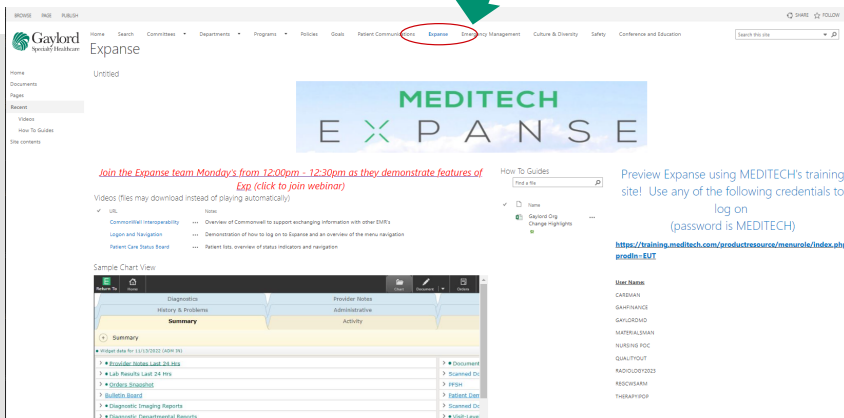 BROWSE PAGE PUBLISH
SHARE FOLLOW
Gaylord
Specialty Healthcare
Home Search Committees Departments Programs Policies Goals Patient Communications Expanse Emergency Management Culture & Diversity Safety Conference and Education
Search this site
Expanse
Home
Documents
Pages
Recent
Videos
How To Guides
Site contents
Untitled
MEDITECH
EXPANSE
Join the Expanse team Monday's from 12:00pm - 12:30pm as they demonstrate features of
Exp (click to join webinar)
Videos (files may download instead of playing automatically)
URL Notes
CommonWell Interoperability ... Overview of Commonwell to support exchanging information with other EMR's
Logon and Navigation ... Demonstration of how to log on to Expanse and an overview of the menu navigation
Patient Care Status Board ... Patient lists, overview of status indicators and navigation
How To Guides
Find a file
Name
Gaylord Org
Change Highlights
...
Preview Expanse using MEDITECH's training
site! Use any of the following credentials to
log on
(password is MEDITECH)
https://training.meditech.com/productresource/menurole/index.php
prodIn=EUT
User Name:
CAREMAN
GAHFINANCE
GAYLORDMD
MATERIALSMAN
NURSING POC
QUALITYOUT
RADIOLOGY2023
REGCWSARM
THERAPYIPOP
Sample Chart View
Return To Home Chart Document Orders
Diagnostics Provider Notes
History & Problems Administrative
Summary Activity
Summary
Widget data for 11/13/2022 (ADM IN)
Provider Notes Last 24 Hrs
Lab Results Last 24 Hrs
Orders Snapshot
Bulletin Board
Diagnostic Imaging Reports
Diagnostic Departmental Reports
Document
Scanned Do
PFSH
Patient Dem
Scanned Do
Visit-Level